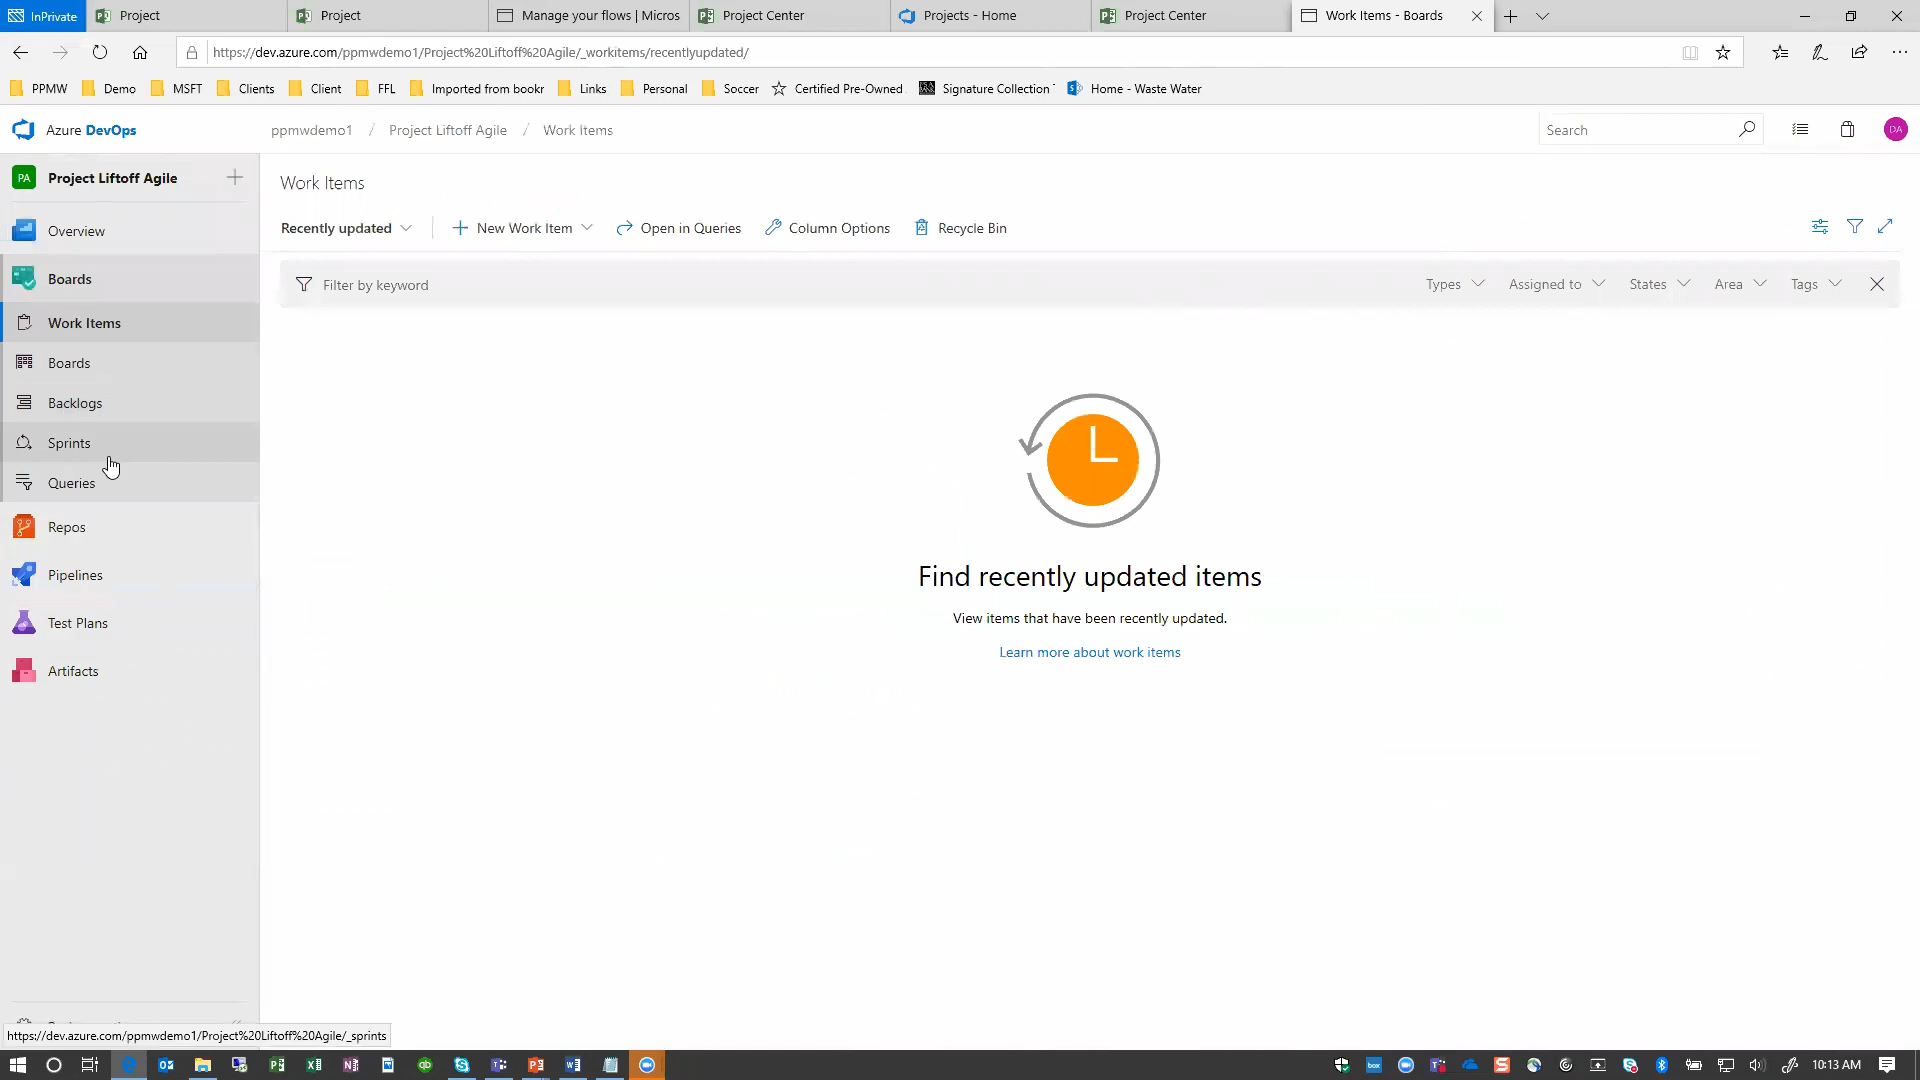 InPrivate
Project
Project
Manage your flows | Micros
Project Center
Projects - Home
Project Center
Work Items - Boards
https://dev.azure.com/ppmwdemo1/Project%20Liftoff%20Agile/_workitems/recentlyupdated/
PPMW
Demo
MSFT
Clients
Client
FFL
Imported from bookr
Links
Personal
Soccer
Certified Pre-Owned
Signature Collection
Home - Waste Water
Azure DevOps
ppmwdemo1 / Project Liftoff Agile / Work Items
Search
DA
PA
Project Liftoff Agile
Overview
Boards
Work Items
Boards
Backlogs
Sprints
Queries
Repos
Pipelines
Test Plans
Artifacts
Work Items
Recently updated
New Work Item
Open in Queries
Column Options
Recycle Bin
Filter by keyword
Types
Assigned to
States
Area
Tags
Find recently updated items
View items that have been recently updated.
Learn more about work items
https://dev.azure.com/ppmwdemo1/Project%20Liftoff%20Agile/_sprints
10:13 AM